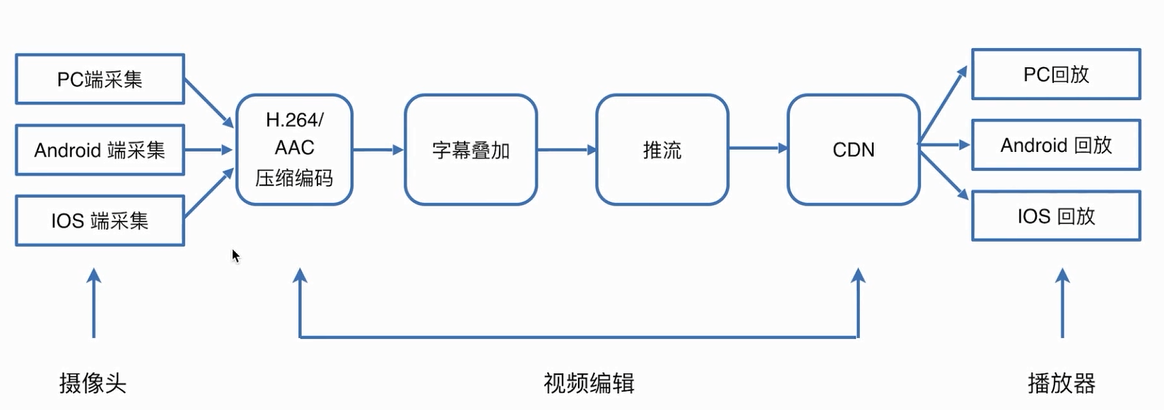 PC端采集
Android 端采集
IOS 端采集
H.264/
AAC
压缩编码
字幕叠加
推流
CDN
PC回放
Android 回放
IOS 回放
摄像头
视频编辑
播放器